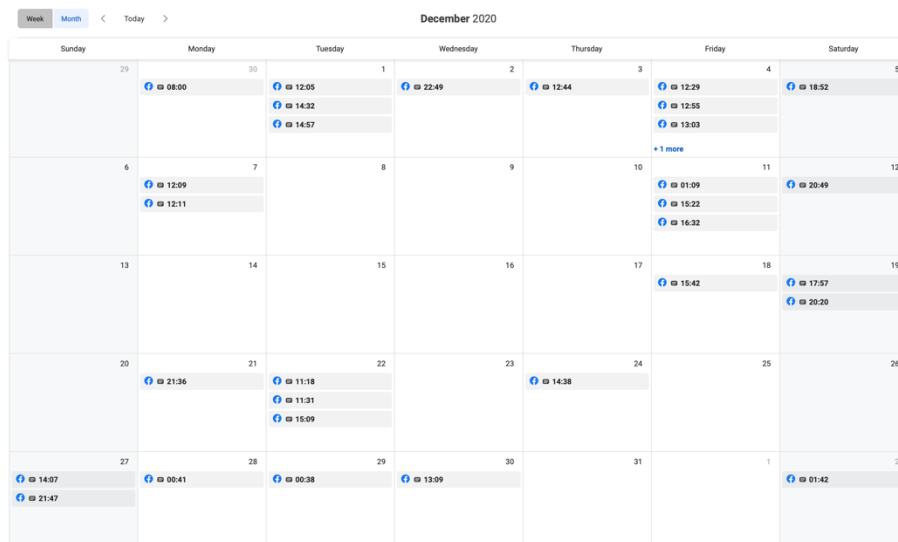 Week Month Today December 2020
Sunday Monday Tuesday Wednesday Thursday Friday Saturday
29 30 1 2 3 4 5
08:00 12:05 22:49 12:44 12:29 18:52
14:32 12:55
14:57 13:03
+ 1 more
6 7 8 9 10 11 12
12:09 01:09 20:49
12:11 15:22
16:32
13 14 15 16 17 18 19
15:42 17:57
20:20
20 21 22 23 24 25 26
21:36 11:18 14:38
11:31
15:09
27 28 29 30 31 1 2
14:07 00:41 00:38 13:09 01:42
21:47